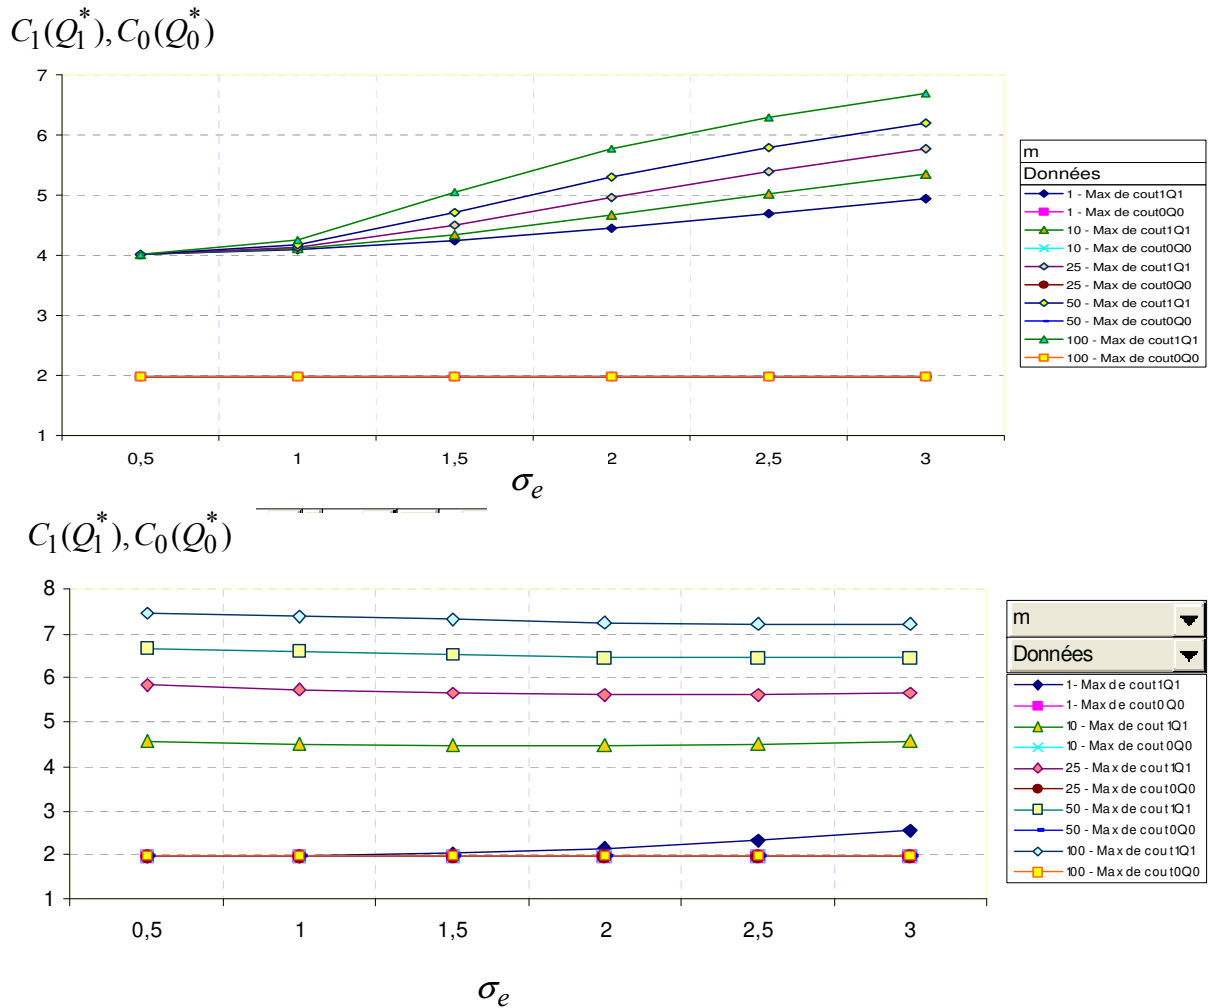 C₁(Q₁*), C₀(Q₀*)
7
6
5
4
3
2
1
0,5 1 1,5 2 2,5 3
σₑ
m
Données
1 - Max de cout1Q1
1 - Max de cout0Q0
10 - Max de cout1Q1
10 - Max de cout0Q0
25 - Max de cout1Q1
25 - Max de cout0Q0
50 - Max de cout1Q1
50 - Max de cout0Q0
100 - Max de cout1Q1
100 - Max de cout0Q0
C₁(Q₁*), C₀(Q₀*)
8
7
6
5
4
3
2
1
0,5 1 1,5 2 2,5 3
σₑ
m
Données
1 - Max de cout1Q1
1 - Max de cout0Q0
10 - Max de cout1Q1
10 - Max de cout0Q0
25 - Max de cout1Q1
25 - Max de cout0Q0
50 - Max de cout1Q1
50 - Max de cout0Q0
100 - Max de cout1Q1
100 - Max de cout0Q0